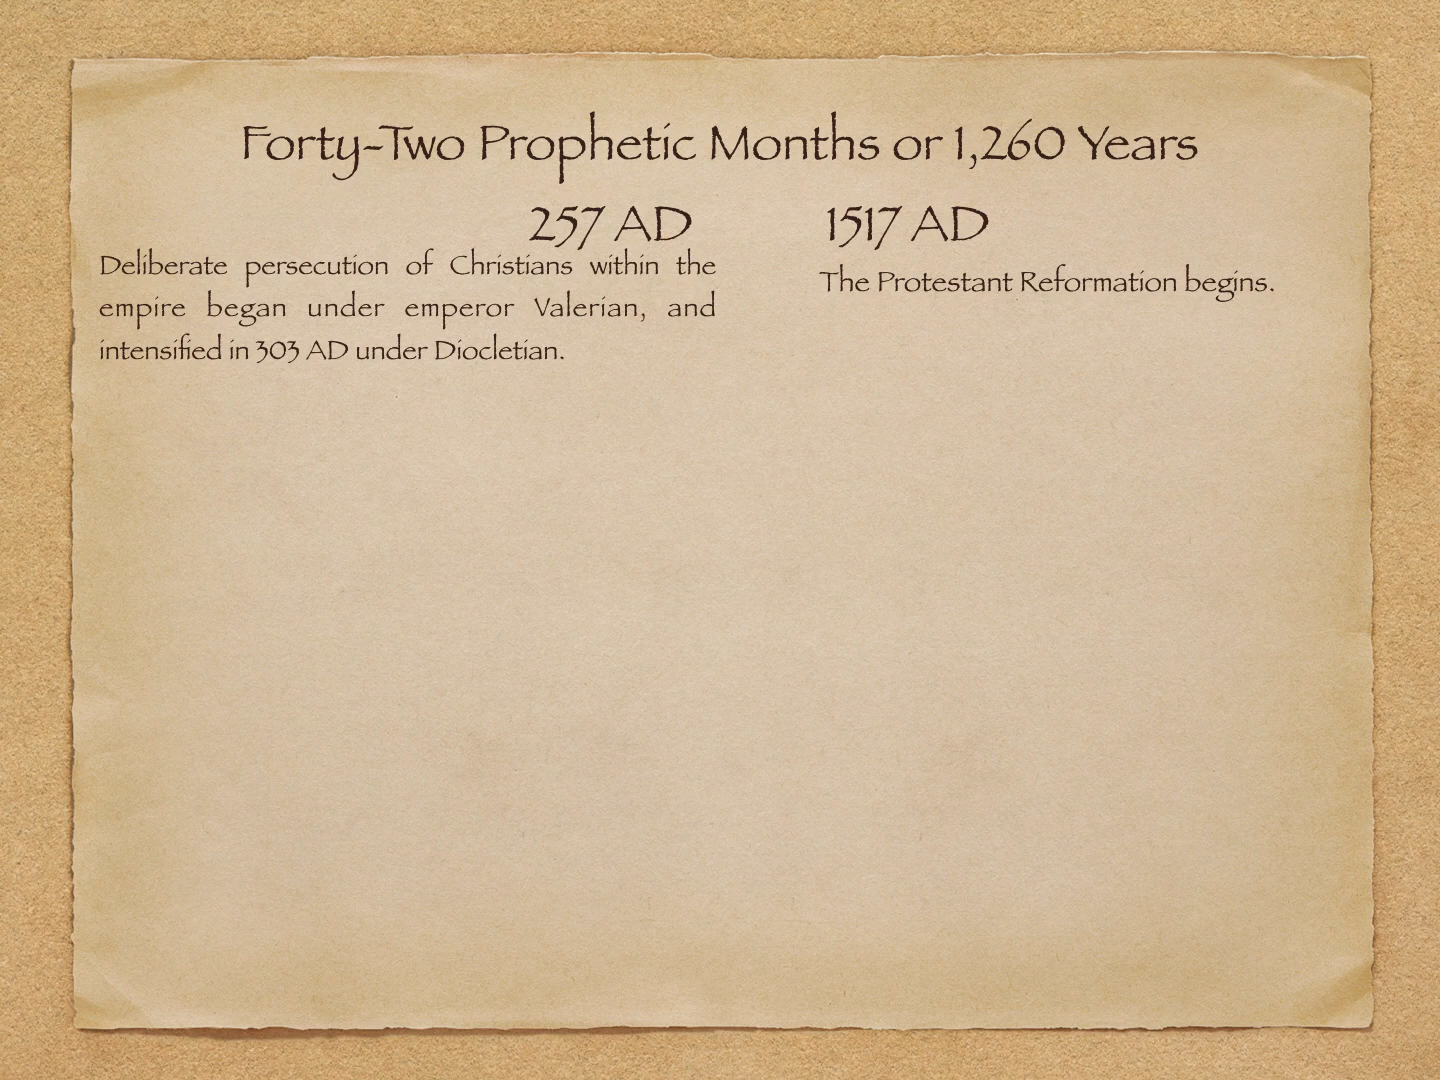 Forty-Two Prophetic Months or 1,260 Years
257 AD
Deliberate persecution of Christians within the
empire began under emperor Valerian, and
intensified in 303 AD under Diocletian.
1517 AD
The Protestant Reformation begins.